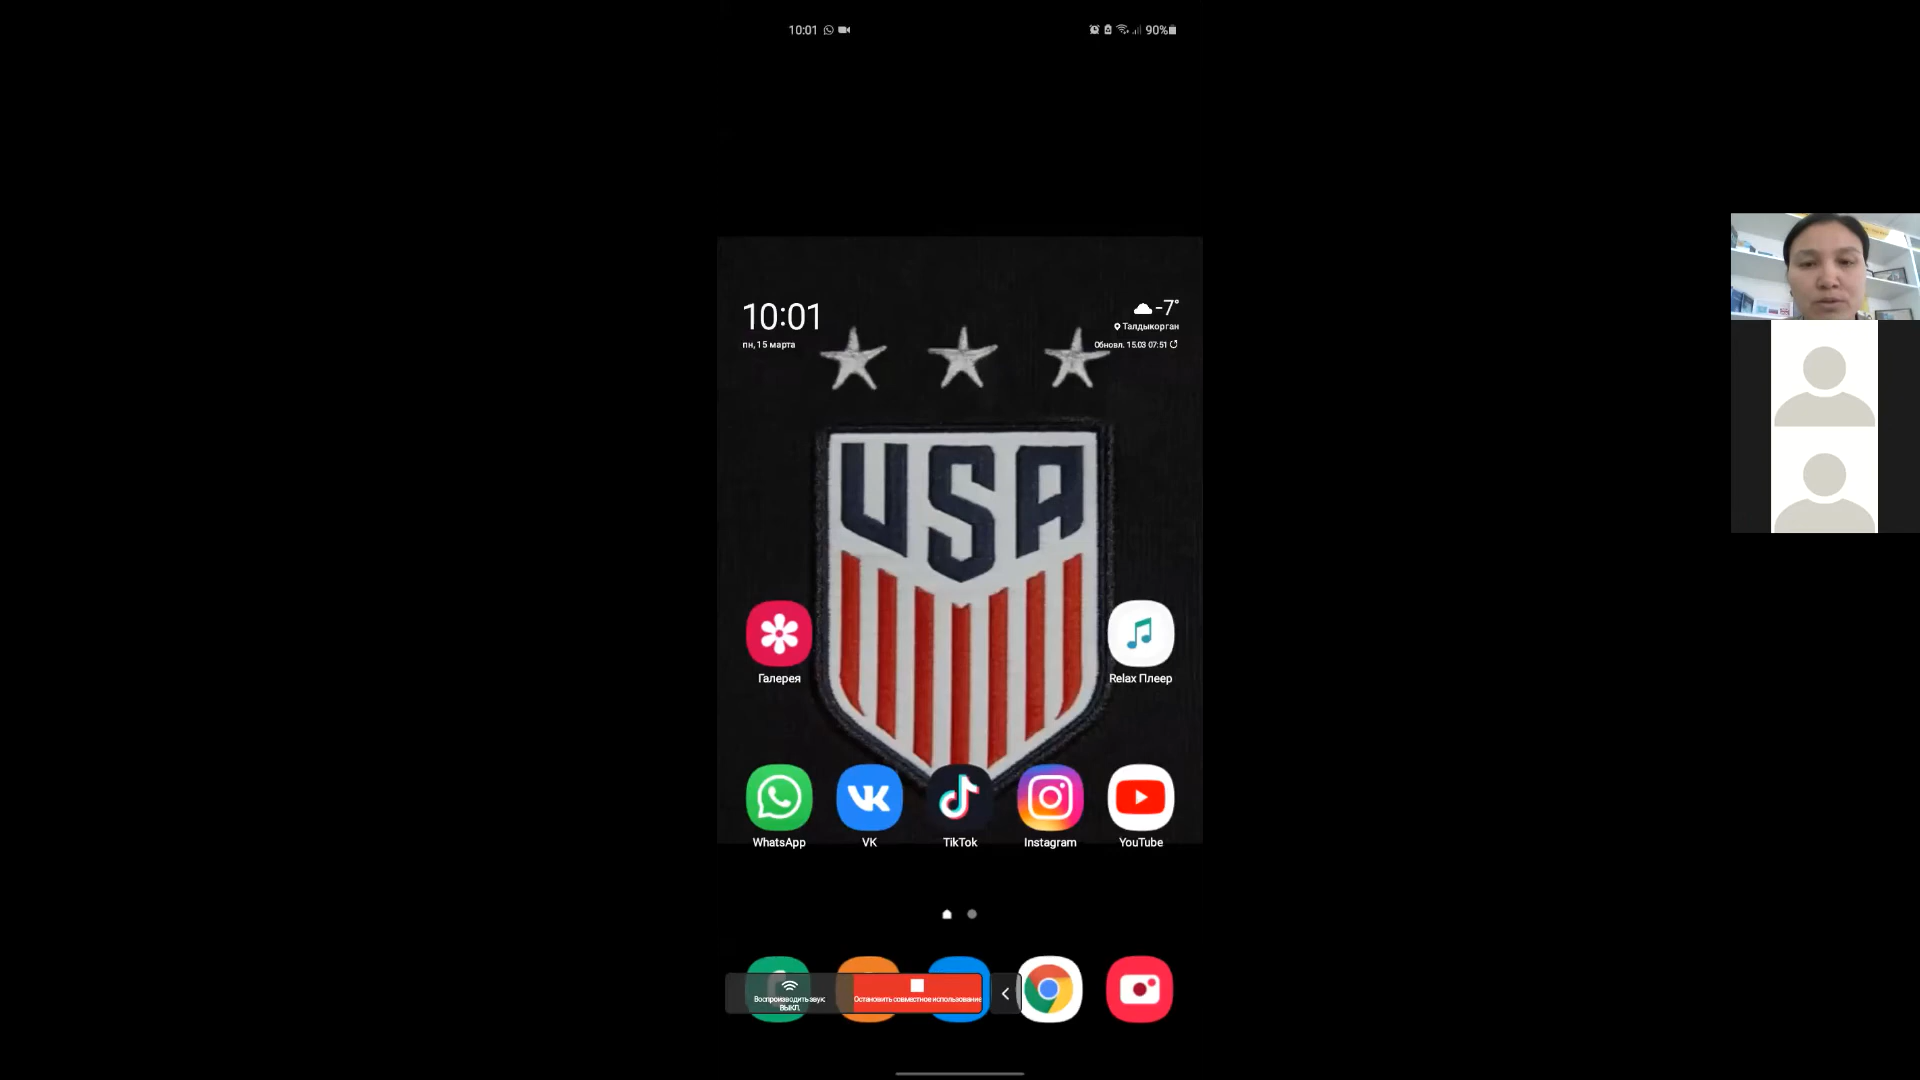 10:01
90%
10:01
-7°
Талдыкорган
пн, 15 марта
Обновл. 15.03 07:51
USA
Галерея
Relax Плеер
WhatsApp
VK
TikTok
Instagram
YouTube
Воспроизводить звук:
ВЫКЛ.
Остановить совместное использование